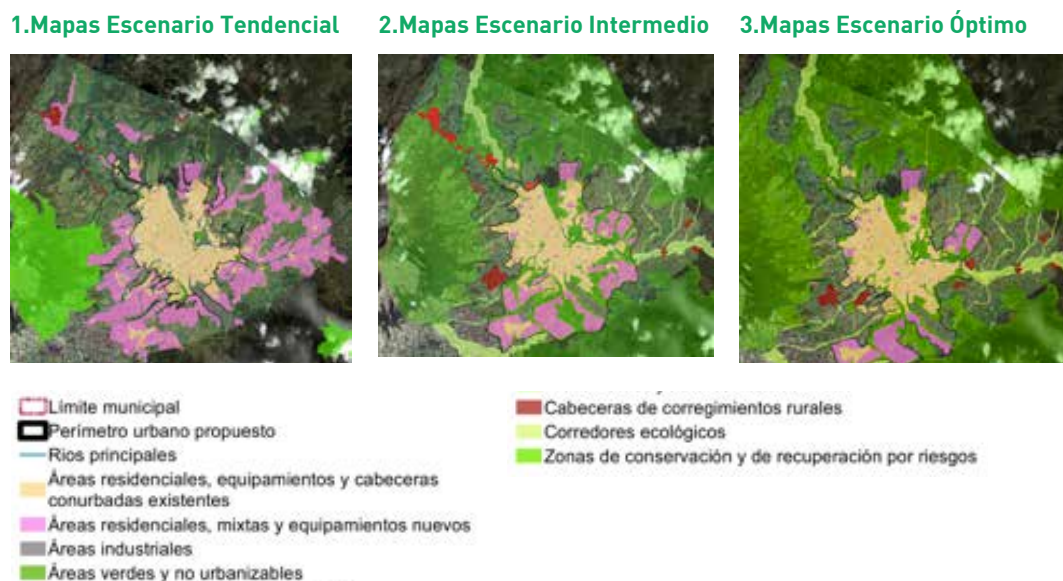 1.Mapas Escenario Tendencial
2.Mapas Escenario Intermedio
3.Mapas Escenario Óptimo
Límite municipal
Perímetro urbano propuesto
Rios principales
Áreas residenciales, equipamientos y cabeceras
conurbadas existentes
Áreas residenciales, mixtas y equipamientos nuevos
Áreas industriales
Áreas verdes y no urbanizables
Cabeceras de corregimientos rurales
Corredores ecológicos
Zonas de conservación y de recuperación por riesgos